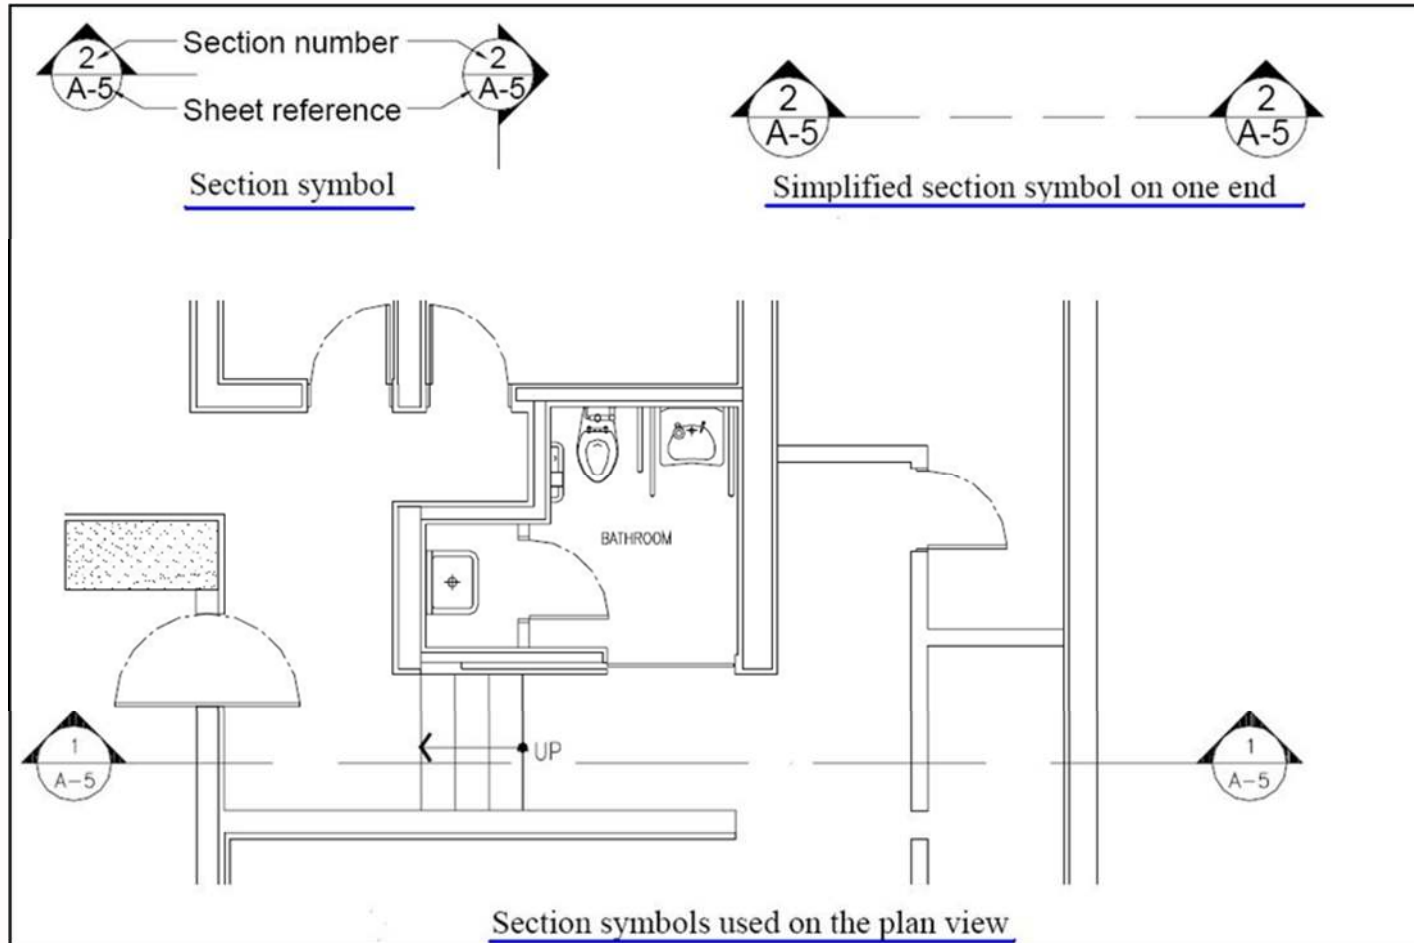 2
A-5
Section number
Sheet reference
2
A-5
Section symbol
2
A-5
2
A-5
Simplified section symbol on one end
BATHROOM
UP
1
A-5
1
A-5
Section symbols used on the plan view